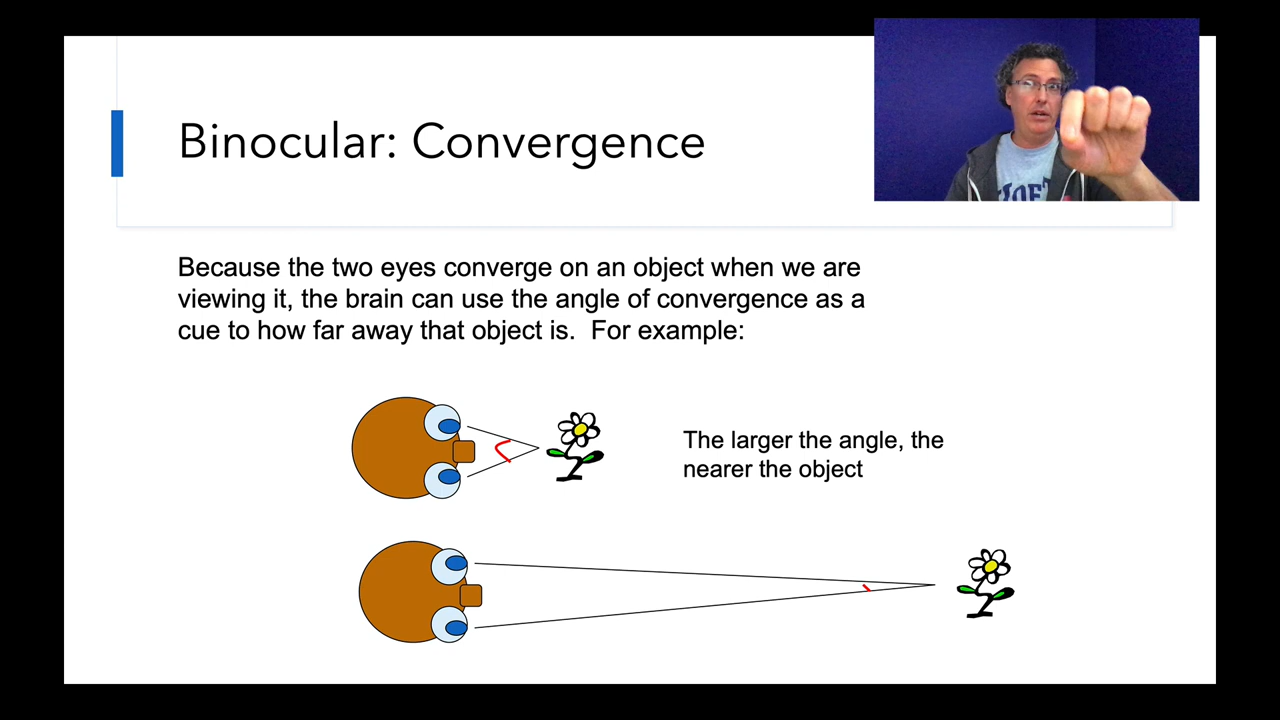 Binocular: Convergence
Because the two eyes converge on an object when we are
viewing it, the brain can use the angle of convergence as a
cue to how far away that object is.  For example:
The larger the angle, the
nearer the object